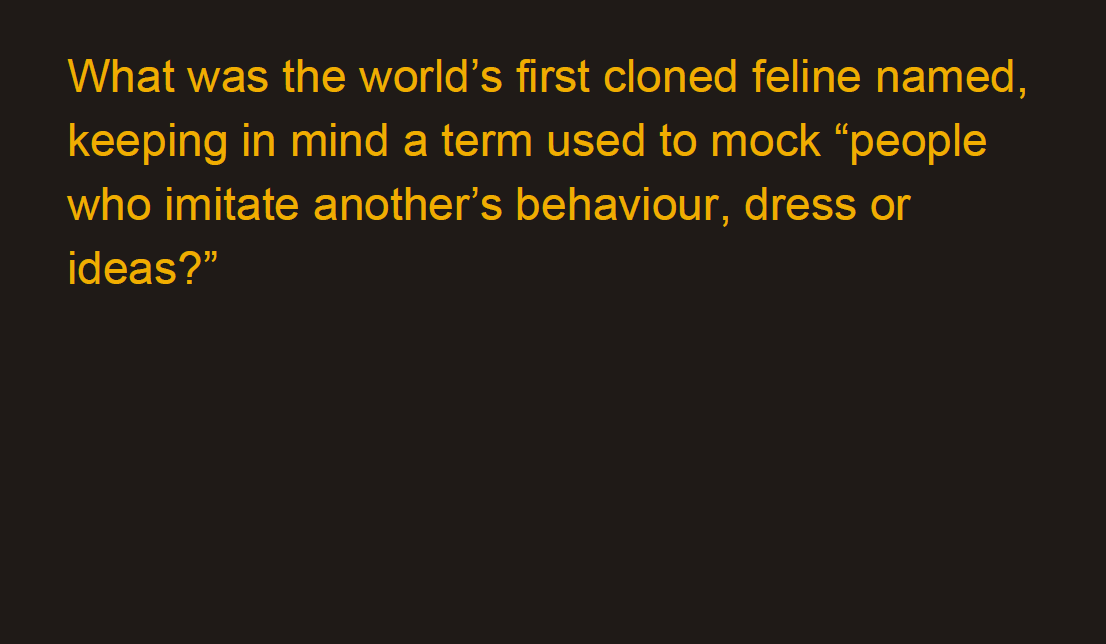 What was the world’s first cloned feline named,
keeping in mind a term used to mock “people
who imitate another’s behaviour, dress or
ideas?”